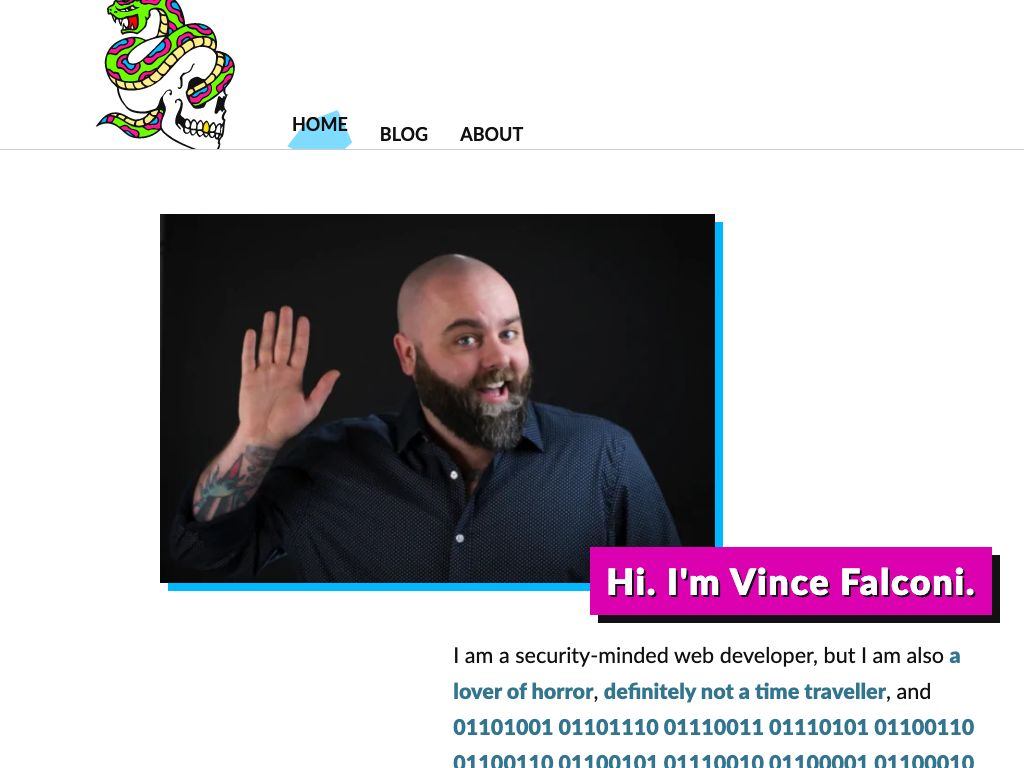 HOME BLOG ABOUT
Hi. I'm Vince Falconi.
I am a security-minded web developer, but I am also a
lover of horror, definitely not a time traveller, and
01101001 01101110 01110011 01110101 01100110
01100110 01100101 01110010 01100001 01100010